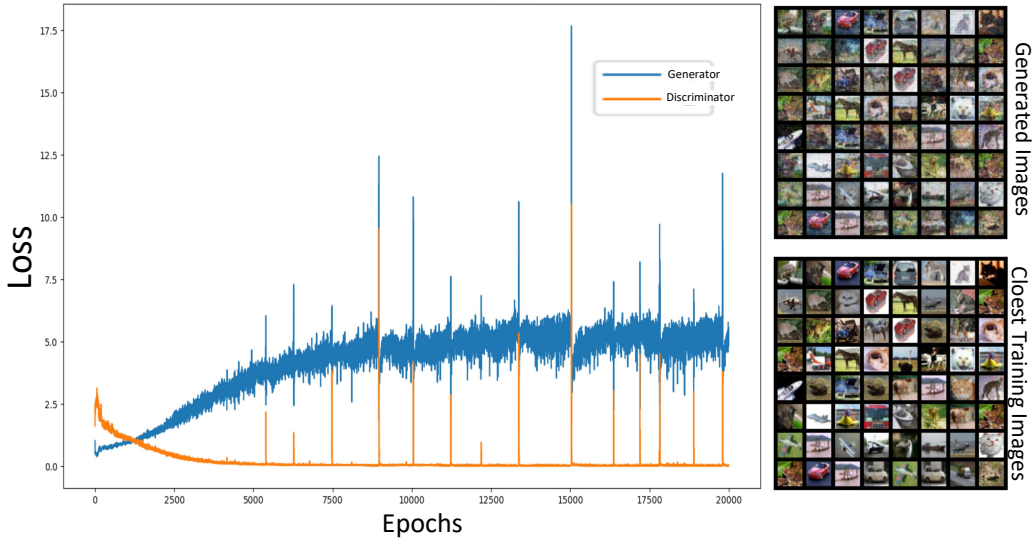 17.5
15.0
12.5
10.0
7.5
5.0
2.5
0.0
Loss
0
2500
5000
7500
10000
12500
15000
17500
20000
Epochs
Generator
Discriminator
Generated Images
Cloest Training Images